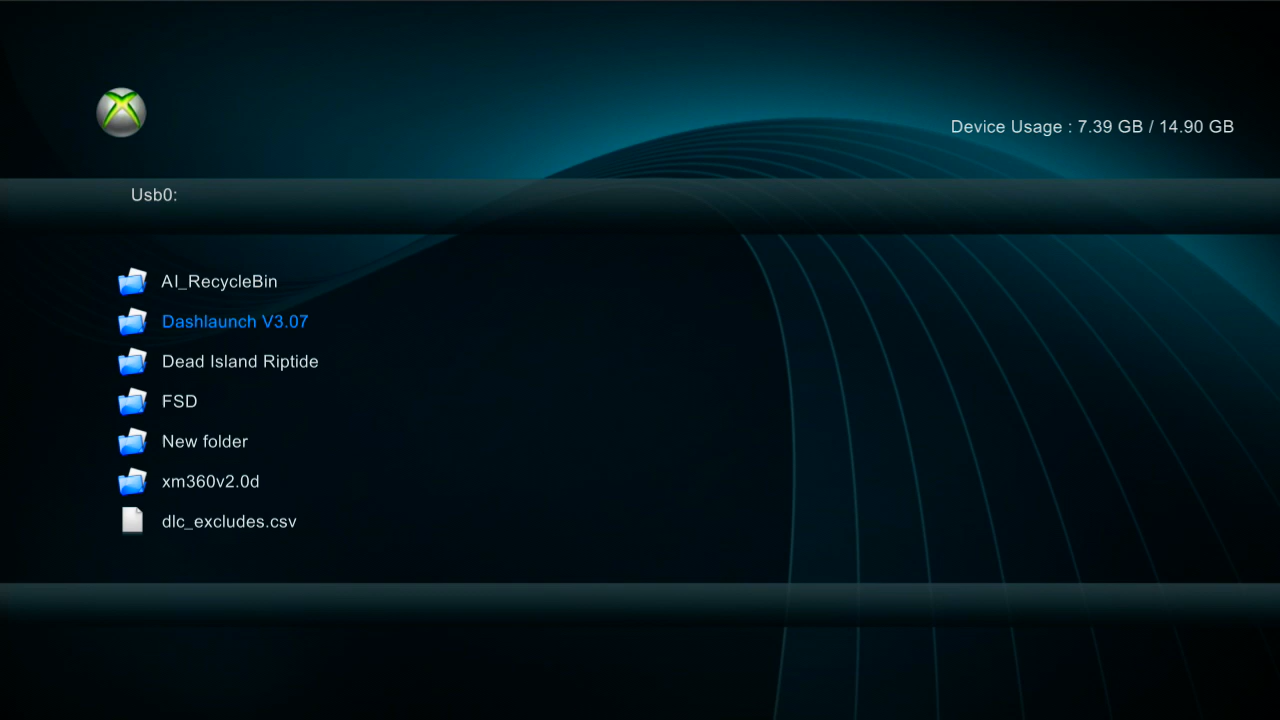 Device Usage : 7.39 GB / 14.90 GB
Usb0:
AI_RecycleBin
Dashlaunch V3.07
Dead Island Riptide
FSD
New folder
xm360v2.0d
dlc_excludes.csv